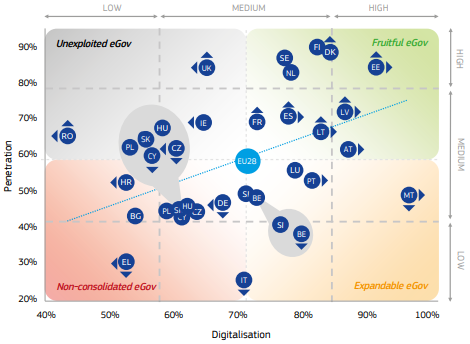 LOW MEDIUM HIGH
90% Unexploited eGov Fruitful eGov
FI DK
SE
UK NL EE
HIGH
80%
LV
70% HU IE FR ES
LT
RO SK
PL CZ AT
CY
60% EU28
Penetration
MEDIUM
LU
HR PT
50% SI BE MT
DE
BG PL SK HU CZ
CY
40% SI
BE
LOW
30% EL
Non-consolidated eGov IT Expandable eGov
20%
40% 50% 60% 70% 80% 90% 100%
Digitalisation